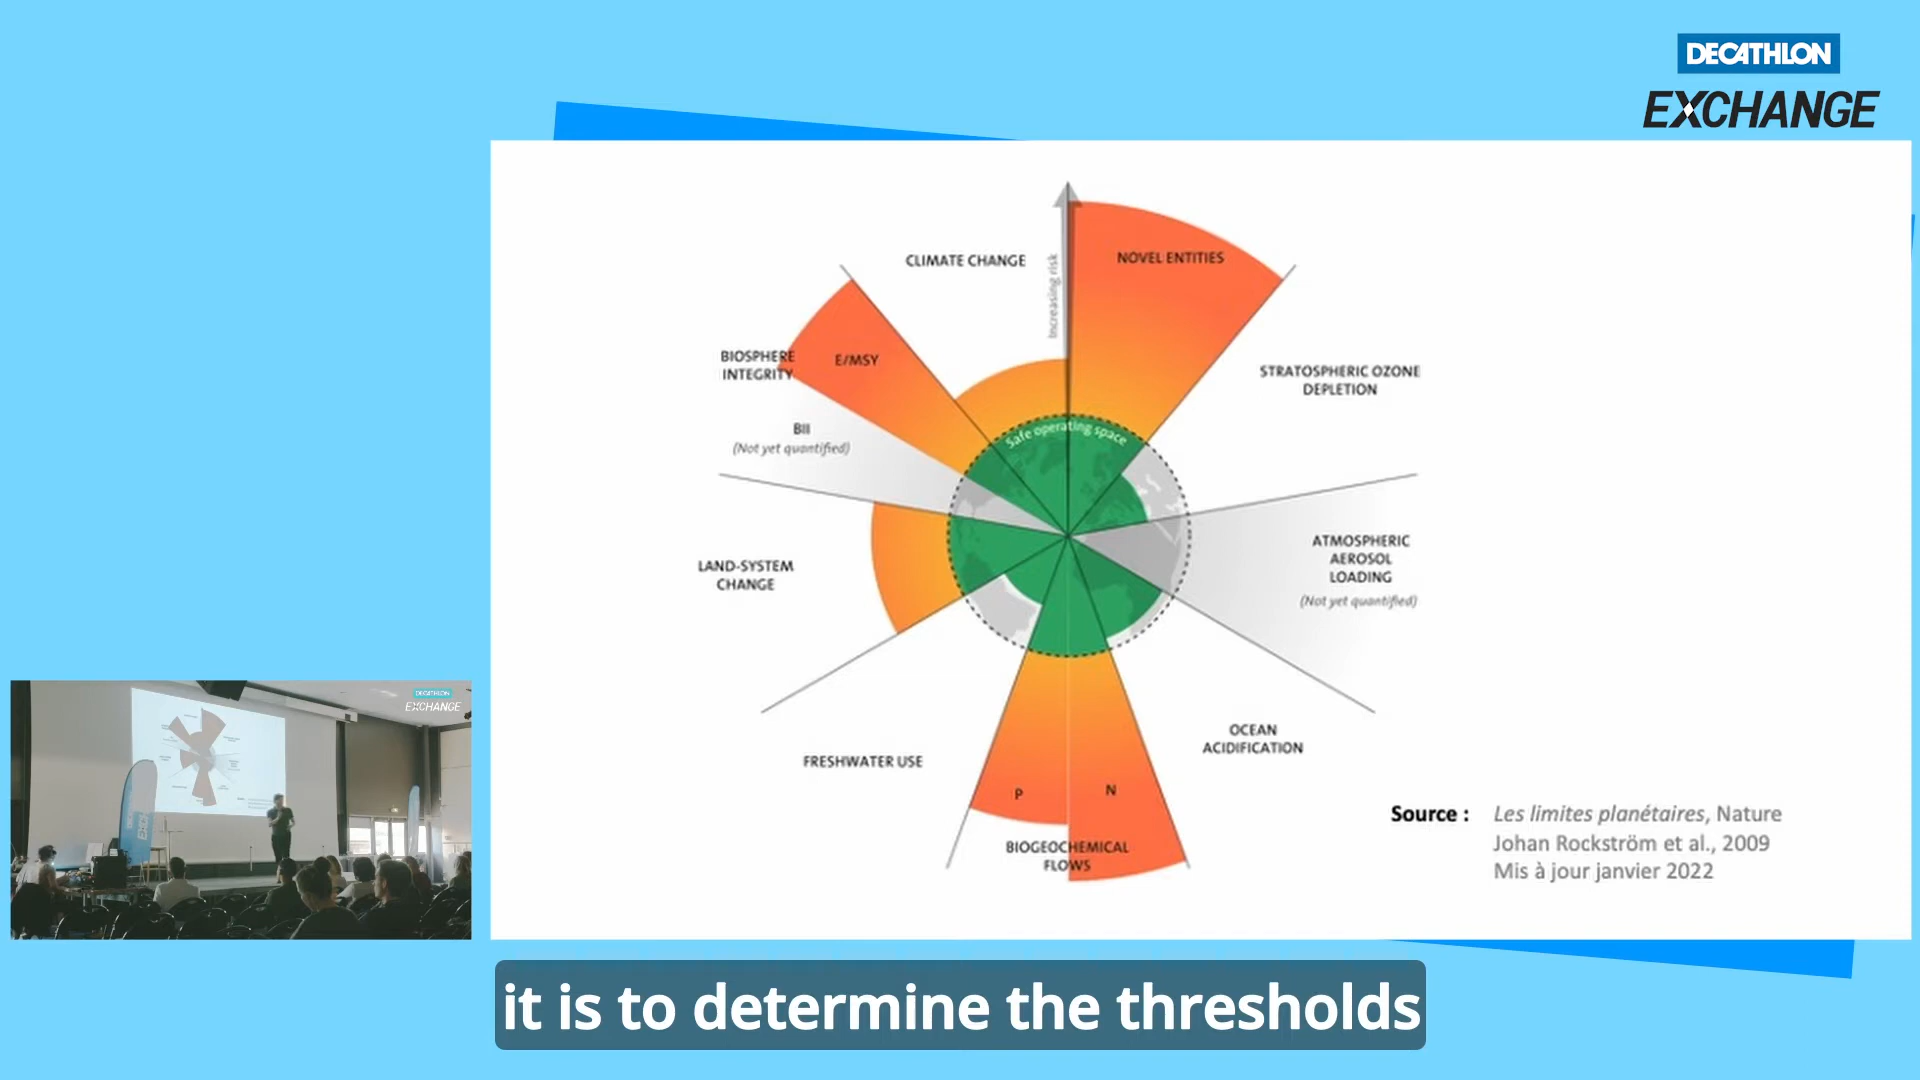 DECATHLON
EXCHANGE
CLIMATE CHANGE
Increasing risk
NOVEL ENTITIES
BIOSPHERE
INTEGRITY
E/MSY
STRATOSPHERIC OZONE
DEPLETION
BII
(Not yet quantified)
Safe operating space
ATMOSPHERIC
AEROSOL
LOADING
(Not yet quantified)
LAND-SYSTEM
CHANGE
FRESHWATER USE
P
N
OCEAN
ACIDIFICATION
BIOGEOCHEMICAL
FLOWS
Source : Les limites planétaires, Nature
Johan Rockström et al., 2009
Mis à jour janvier 2022
DECATHLON
EXCHANGE
it is to determine the thresholds